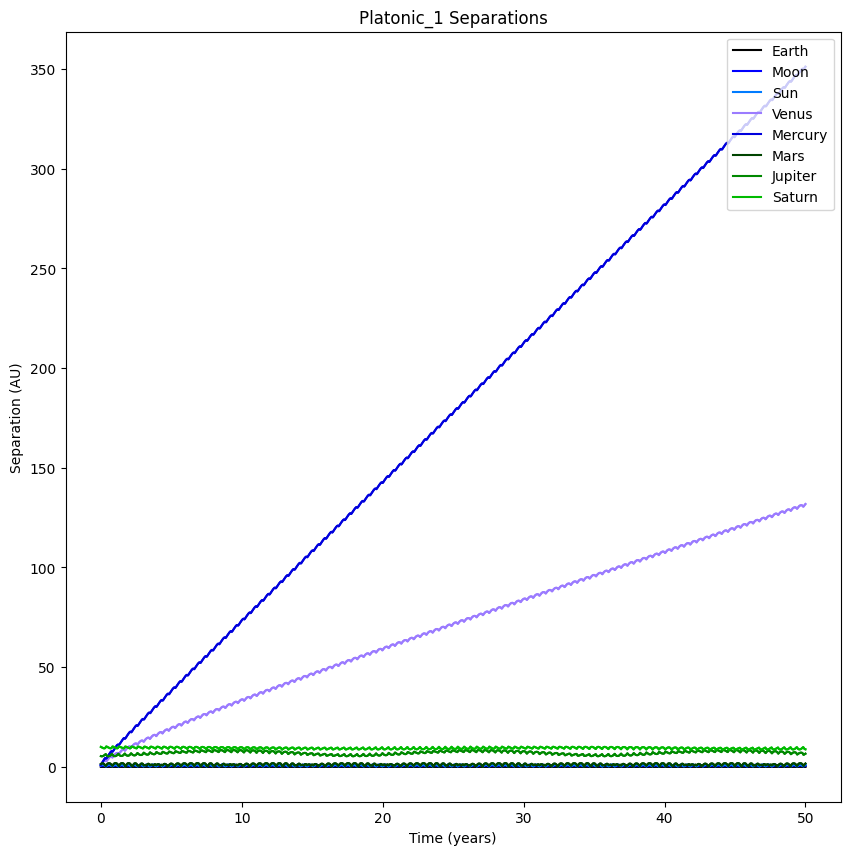 Platonic_1 Separations
Earth
Moon
Sun
Venus
Mercury
Mars
Jupiter
Saturn
350
300
250
200
150
100
50
0
Separation (AU)
0 10 20 30 40 50
Time (years)